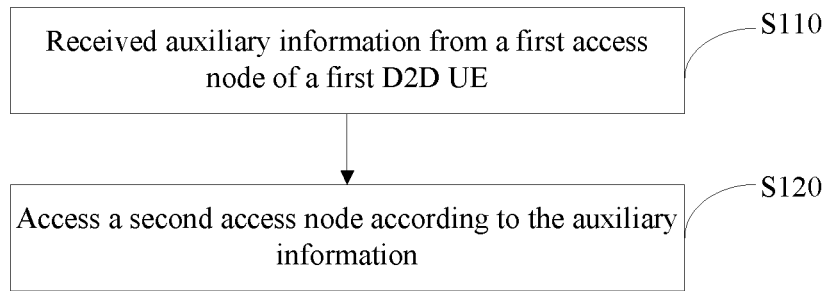 Received auxiliary information from a first access
node of a first D2D UE
S110
Access a second access node according to the auxiliary
information
S120